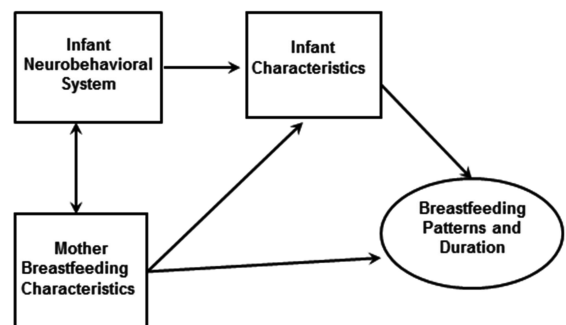 Infant
Neurobehavioral
System
Infant
Characteristics
Mother
Breastfeeding
Characteristics
Breastfeeding
Patterns and
Duration